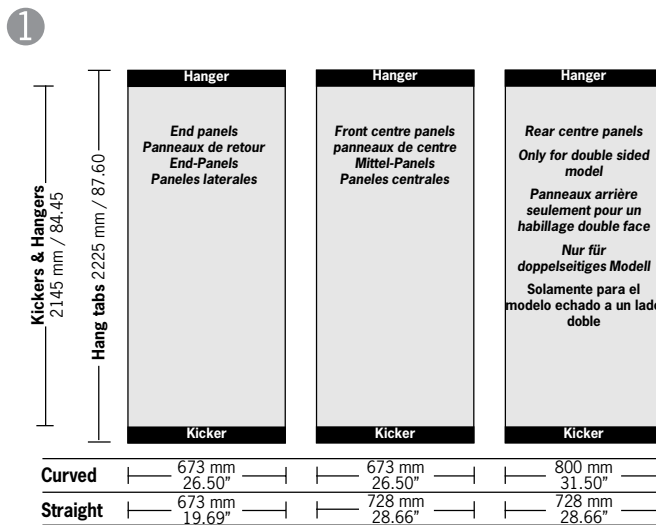 1
Kickers & Hangers
2145 mm / 84.45
Hang tabs 2225 mm / 87.60
Hanger
End panels
Panneaux de retour
End-Panels
Paneles laterales
Kicker
Hanger
Front centre panels
panneaux de centre
Mittel-Panels
Paneles centrales
Kicker
Hanger
Rear centre panels
Only for double sided
model
Panneaux arrière
seulement pour un
habillage double face
Nur für
doppelseitiges Modell
Solamente para el
modelo echado a un lado
doble
Kicker
Curved
673 mm
26.50”
673 mm
26.50”
800 mm
31.50”
Straight
673 mm
19.69”
728 mm
28.66”
728 mm
28.66”